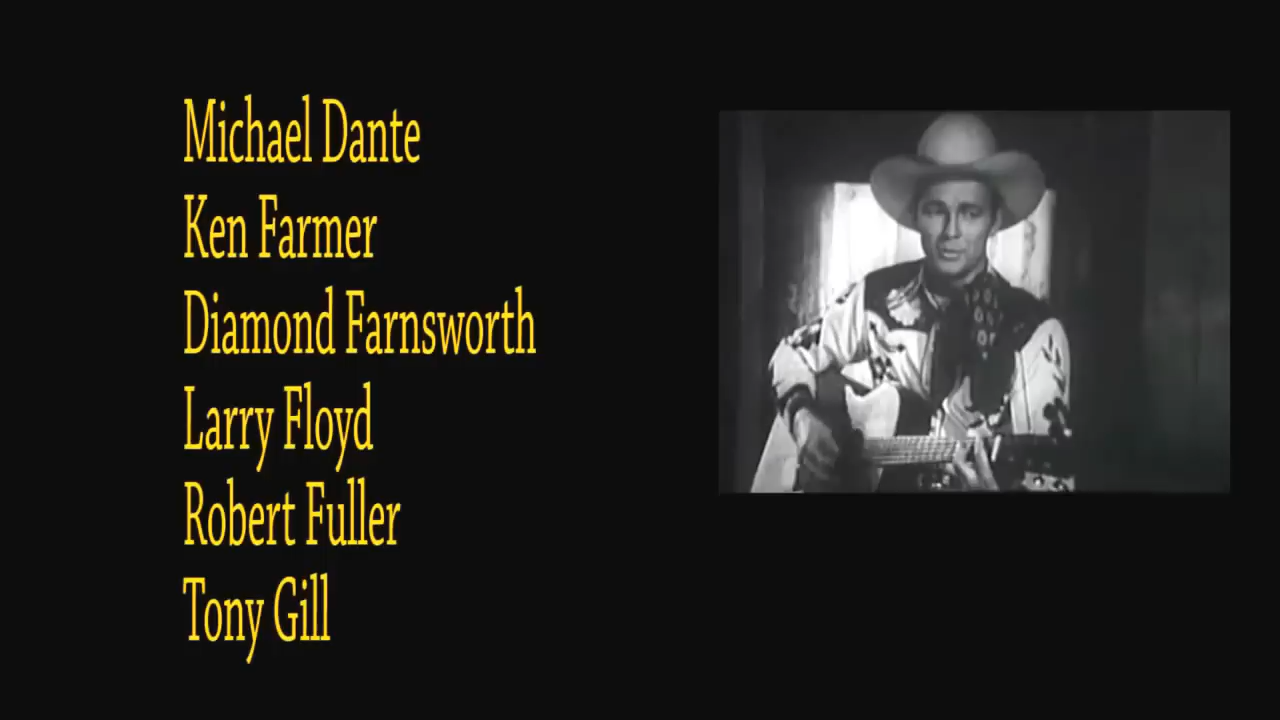 Michael Dante
Ken Farmer
Diamond Farnsworth
Larry Floyd
Robert Fuller
Tony Gill